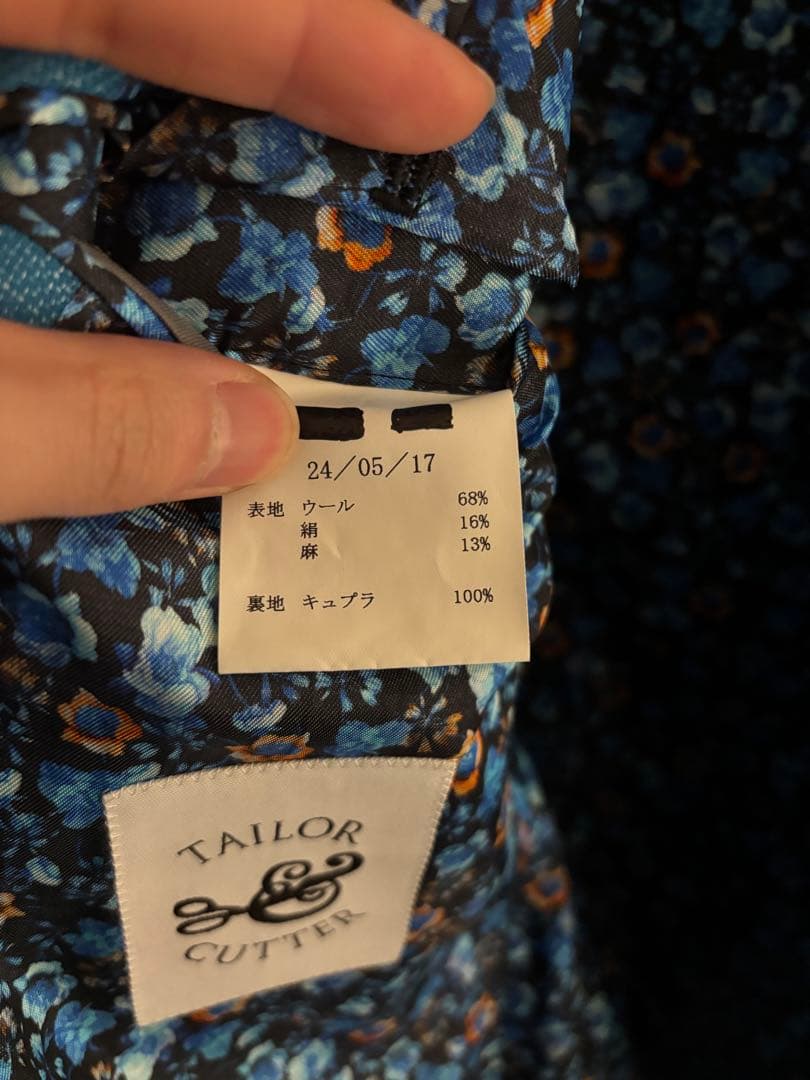 24/05/17
表地 ウール 68%
絹 16%
麻 13%
裏地 キュプラ 100%
TAILOR
&
CUTTER